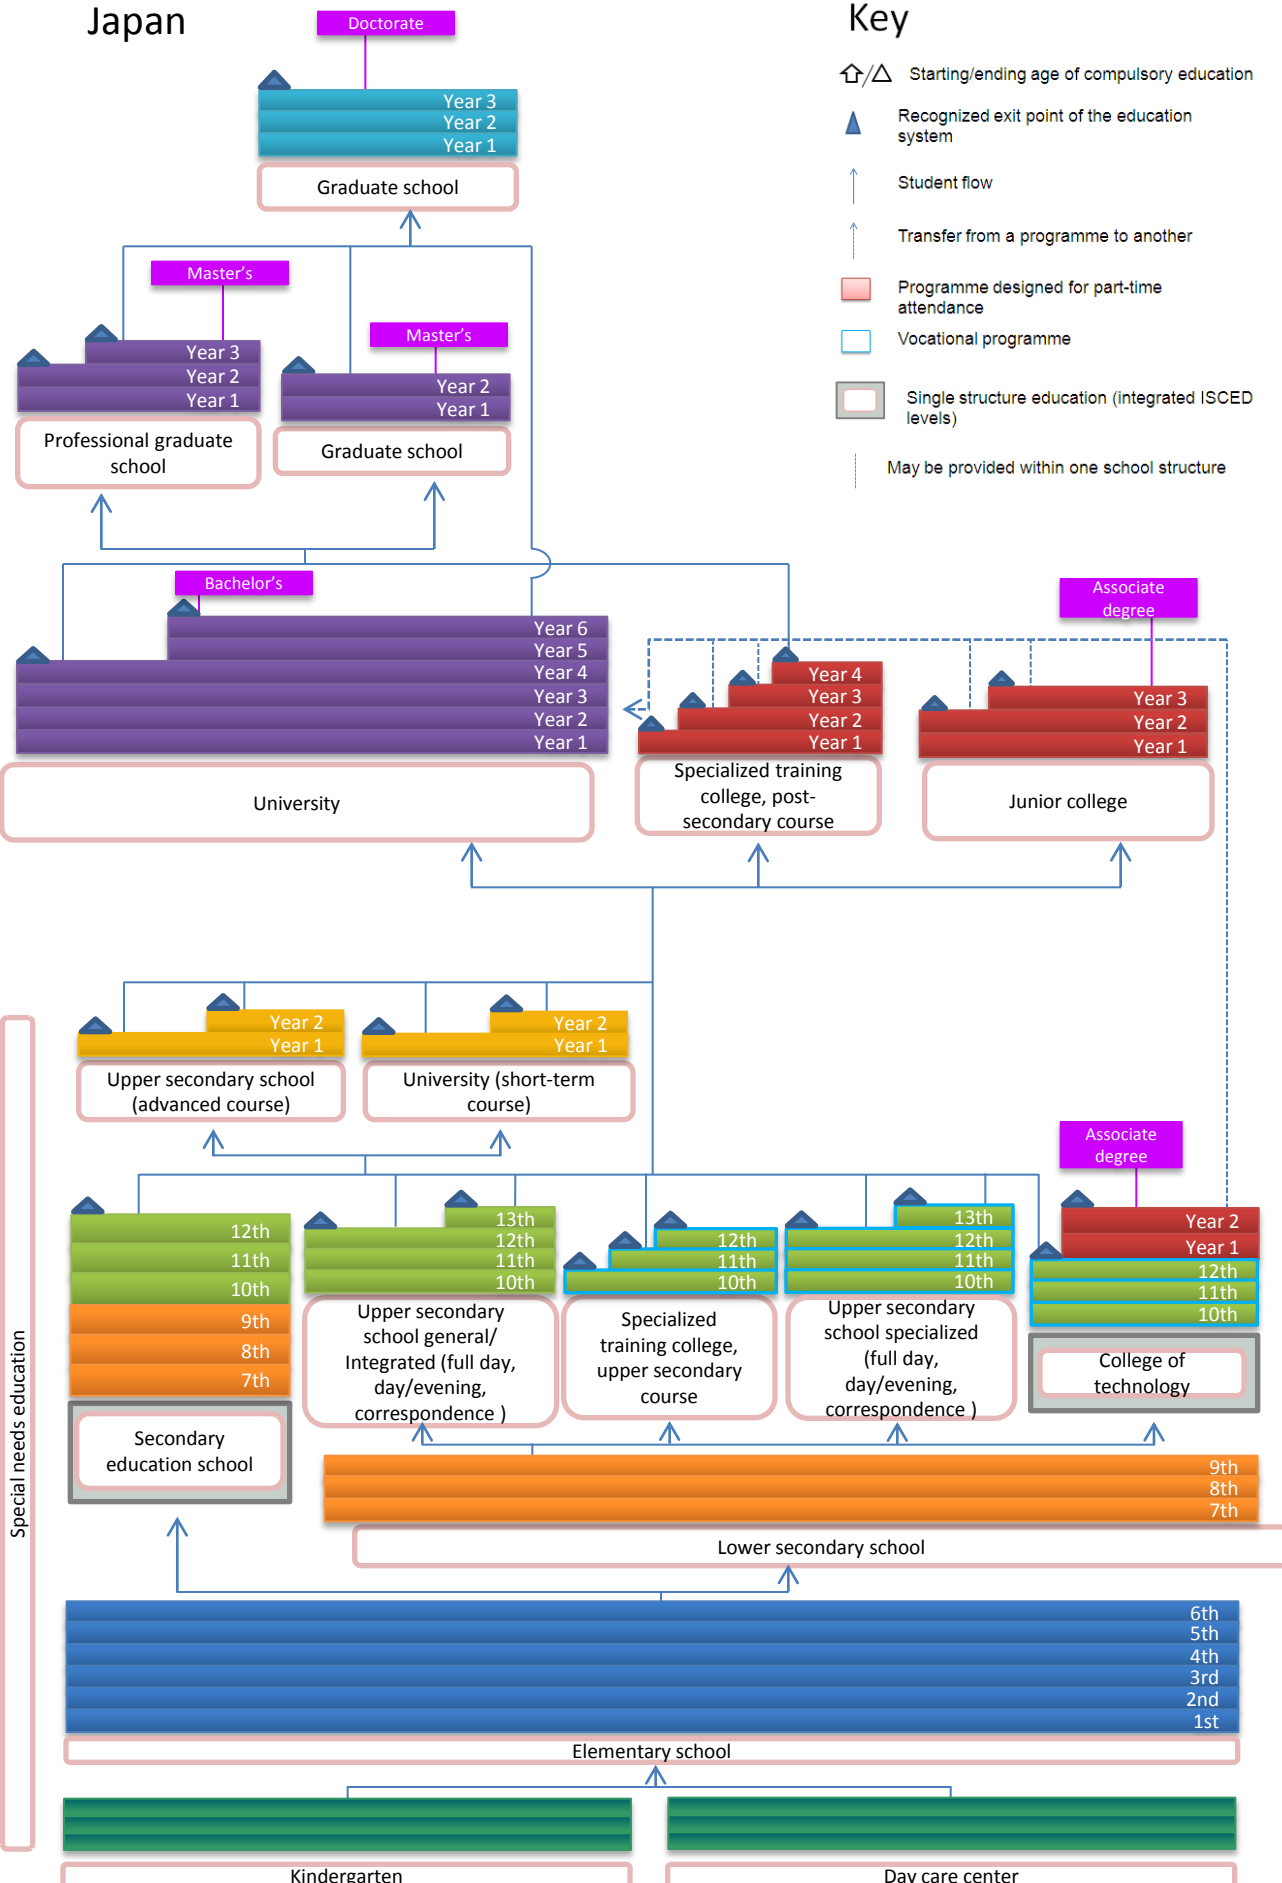 Japan
Key
Doctorate
Starting/ending age of compulsory education
Recognized exit point of the education
system
Student flow
Transfer from a programme to another
Programme designed for part-time
attendance
Vocational programme
Single structure education (integrated ISCED
levels)
May be provided within one school structure
Year 3
Year 2
Year 1
Graduate school
Master's
Year 3
Year 2
Year 1
Professional graduate
school
Master's
Year 2
Year 1
Graduate school
Bachelor's
Year 6
Year 5
Year 4
Year 3
Year 2
Year 1
University
Year 4
Year 3
Year 2
Year 1
Specialized training
college, post-
secondary course
Associate
degree
Year 3
Year 2
Year 1
Junior college
Year 2
Year 1
Upper secondary school
(advanced course)
Year 2
Year 1
University (short-term
course)
Special needs education
12th
11th
10th
9th
8th
7th
Secondary
education school
13th
12th
11th
10th
Upper secondary
school general/
Integrated (full day,
day/evening,
correspondence )
12th
11th
10th
Specialized
training college,
upper secondary
course
13th
12th
11th
10th
Upper secondary
school specialized
(full day,
day/evening,
correspondence )
Associate
degree
Year 2
Year 1
12th
11th
10th
College of
technology
9th
8th
7th
Lower secondary school
6th
5th
4th
3rd
2nd
1st
Elementary school
Kindergarten
Day care center